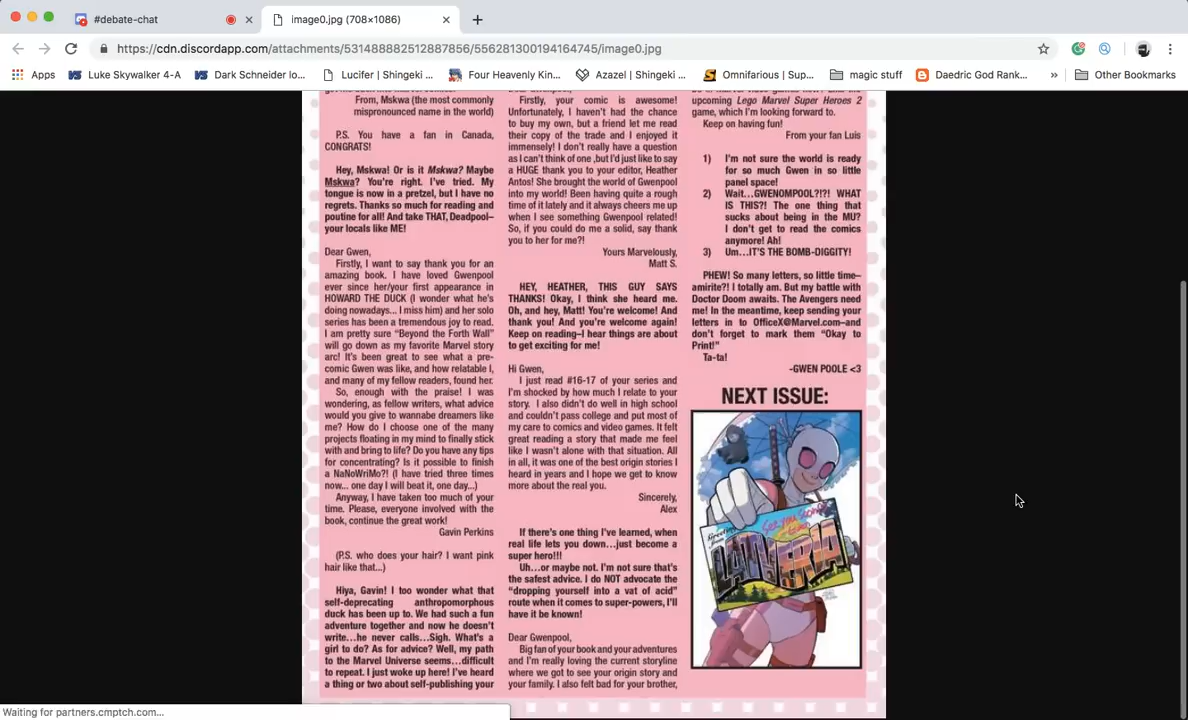 #debate-chat
image0.jpg (708×1086)
https://cdn.discordapp.com/attachments/531488882512887856/556281300194164745/image0.jpg
Apps
Luke Skywalker 4-A
Dark Schneider lo...
Lucifer (Shingeki ...
Four Heavenly Kin...
Azazel (Shingeki ...
Omnifarious | Sup...
magic stuff
Daedric God Rank...
»
Other Bookmarks
From, Mskwa (the most commonly
mispronounced name in the world)
P.S. You have a fan in Canada,
CONGRATS!
Hey, Mskwa! Or is it Mskwa? Maybe
Mskwa? You're right. I've tried. My
tongue is now in a pretzel, but I have no
regrets. Thanks so much for reading and
poutine for all! And take THAT, Deadpool–
your locals like ME!
Dear Gwen,
Firstly, I want to say thank you for an
amazing book. I have loved Gwenpool
ever since her/your first appearance in
HOWARD THE DUCK (I wonder what he's
doing nowadays... I miss him) and her solo
series has been a tremendous joy to read.
I am pretty sure "Beyond the Forth Wall"
will go down as my favorite Marvel story
arc! It's been great to see what a pre-
comic Gwen was like, and how relatable I,
and many of my fellow readers, found her.
So, enough with the praise! I was
wondering, as fellow writers, what advice
would you give to wannabe dreamers like
me? How do I choose one of the many
projects floating in my mind to finally stick
with and bring to life? Do you have any tips
for concentrating? Is it possible to finish
a NaNoWriMo?! (I have tried three times
now... one day I will beat it, one day...)
Anyway, I have taken too much of your
time. Please, everyone involved with the
book, continue the great work!
Gavin Perkins
(P.S. who does your hair? I want pink
hair like that...)
Hiya, Gavin! I too wonder what that
self-deprecating anthropomorphous
duck has been up to. We had such a fun
adventure together and now he doesn't
write...he never calls...Sigh. What's a
girl to do? As for advice? Well, my path
to the Marvel Universe seems...difficult
to repeat. I just woke up here! I've heard
a thing or two about self-publishing your
Firstly, your comic is awesome!
Unfortunately, I haven't had the chance
to buy my own, but a friend let me read
their copy of the trade and I enjoyed it
immensely! I don't really have a question
as I can't think of one ,but I'd just like to say
a HUGE thank you to your editor, Heather
Antos! She brought the world of Gwenpool
into my world! Been having quite a rough
time of it lately and it always cheers me up
when I see something Gwenpool related!
So, if you could do me a solid, say thank
you to her for me?!
Yours Marvelously,
Matt S.
HEY, HEATHER, THIS GUY SAYS
THANKS! Okay, I think she heard me.
Oh, and hey, Matt! You're welcome! And
thank you! And you're welcome again!
Keep on reading–I hear things are about
to get exciting for me!
Hi Gwen,
I just read #16-17 of your series and
I'm shocked by how much I relate to your
story. I also didn't do well in high school
and couldn't pass college and put most of
my care to comics and video games. It felt
great reading a story that made me feel
like I wasn't alone with that situation. All
in all, it was one of the best origin stories I
heard in years and I hope we get to know
more about the real you.
Sincerely,
Alex
If there's one thing I've learned, when
real life lets you down...just become a
super hero!!!
Uh...or maybe not. I'm not sure that's
the safest advice. I do NOT advocate the
"dropping yourself into a vat of acid"
route when it comes to super-powers, I'll
have it be known!
Dear Gwenpool,
Big fan of your book and your adventures
and I'm really loving the current storyline
where we got to see your origin story and
your family. I also felt bad for your brother,
upcoming Lego Marvel Super Heroes 2
game, which I'm looking forward to.
Keep on having fun!
From your fan Luis
1) I'm not sure the world is ready
for so much Gwen in so little
panel space!
2) Wait...GWENOMPOOL?!?! WHAT
IS THIS?! The one thing that
sucks about being in the MU?
I don't get to read the comics
anymore! Ah!
3) Um...IT'S THE BOMB-DIGGITY!
PHEW! So many letters, so little time–
amirite?! I totally am. But my battle with
Doctor Doom awaits. The Avengers need
me! In the meantime, keep sending your
letters in to OfficeX@Marvel.com–and
don't forget to mark them "Okay to
Print!"
Ta-ta!
-GWEN POOLE <3
NEXT ISSUE:
Greetings from
See you soon!
LATVERIA
Waiting for partners.cmptch.com...